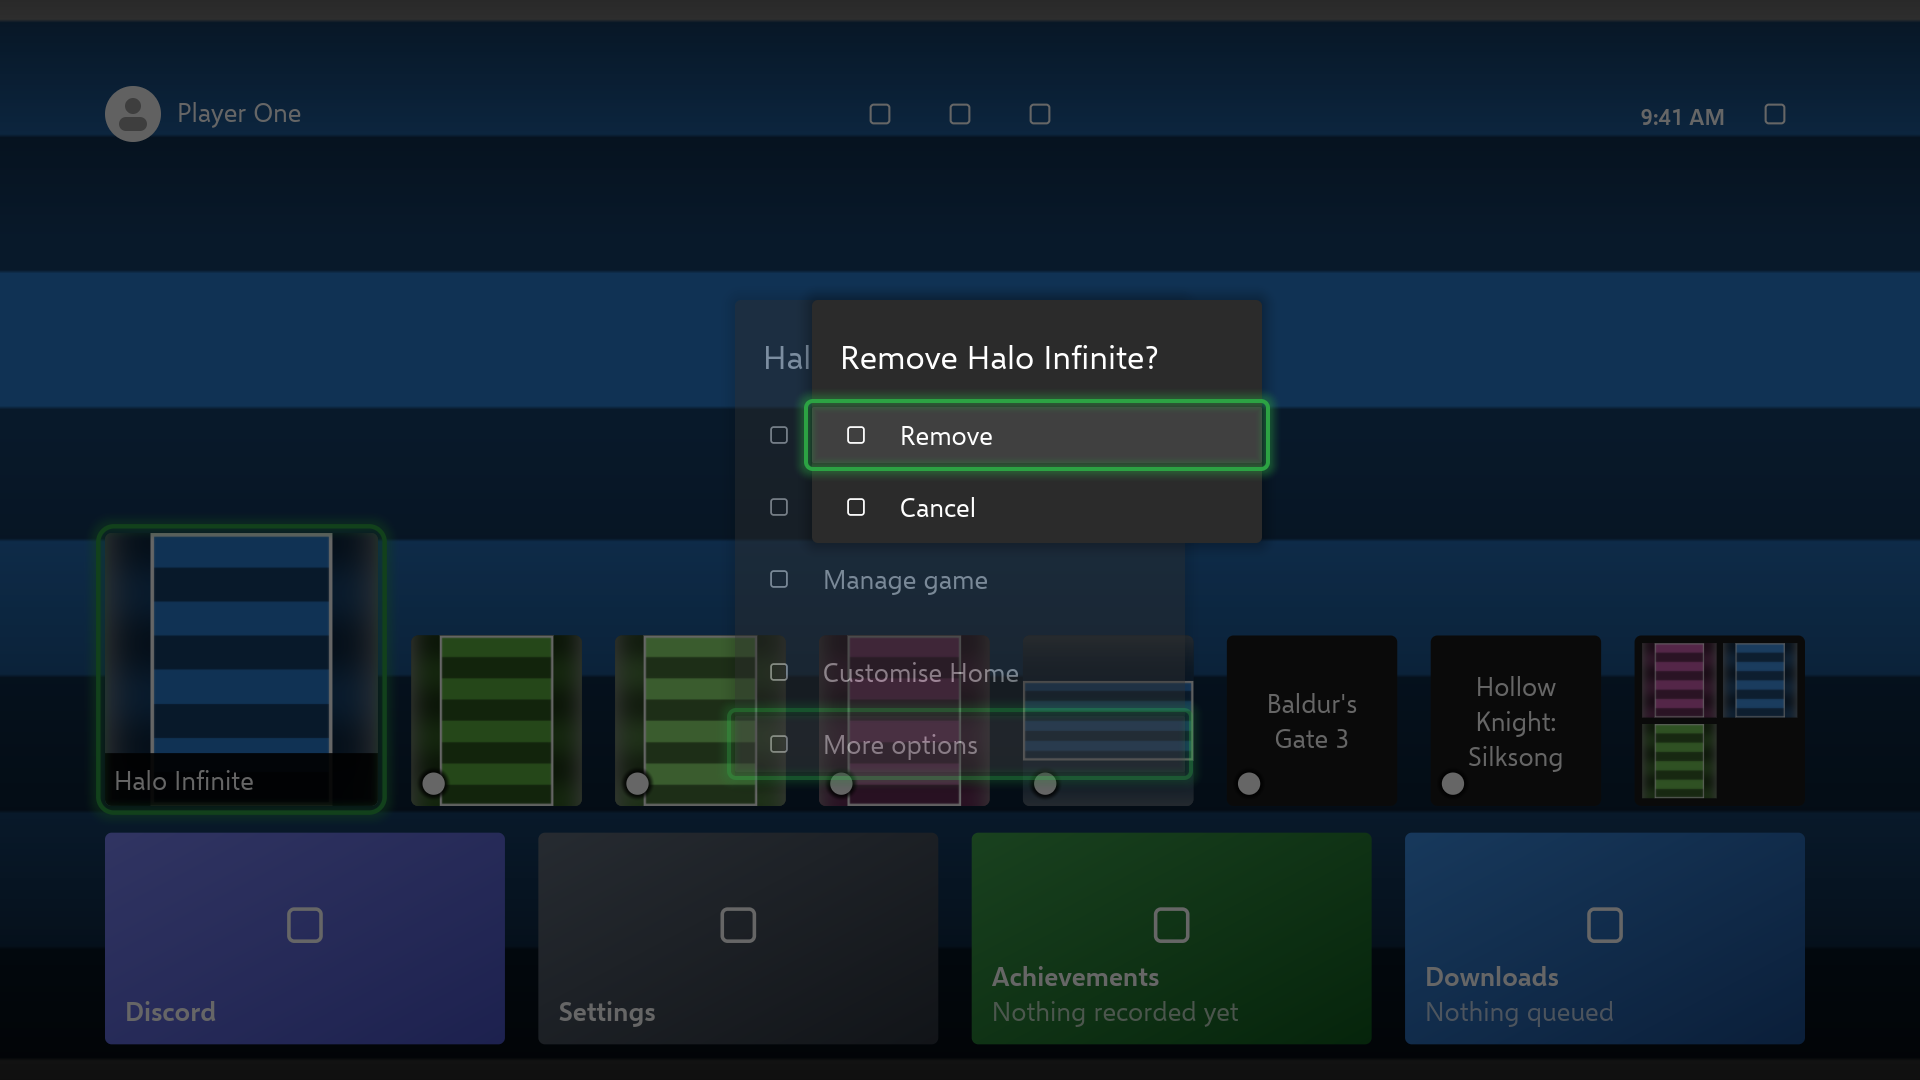 Player One
9:41 AM
Hal
Remove Halo Infinite?
Remove
Cancel
Manage game
Customise Home
More options
Halo Infinite
Baldur's
Gate 3
Hollow
Knight:
Silksong
Discord
Settings
Achievements
Nothing recorded yet
Downloads
Nothing queued